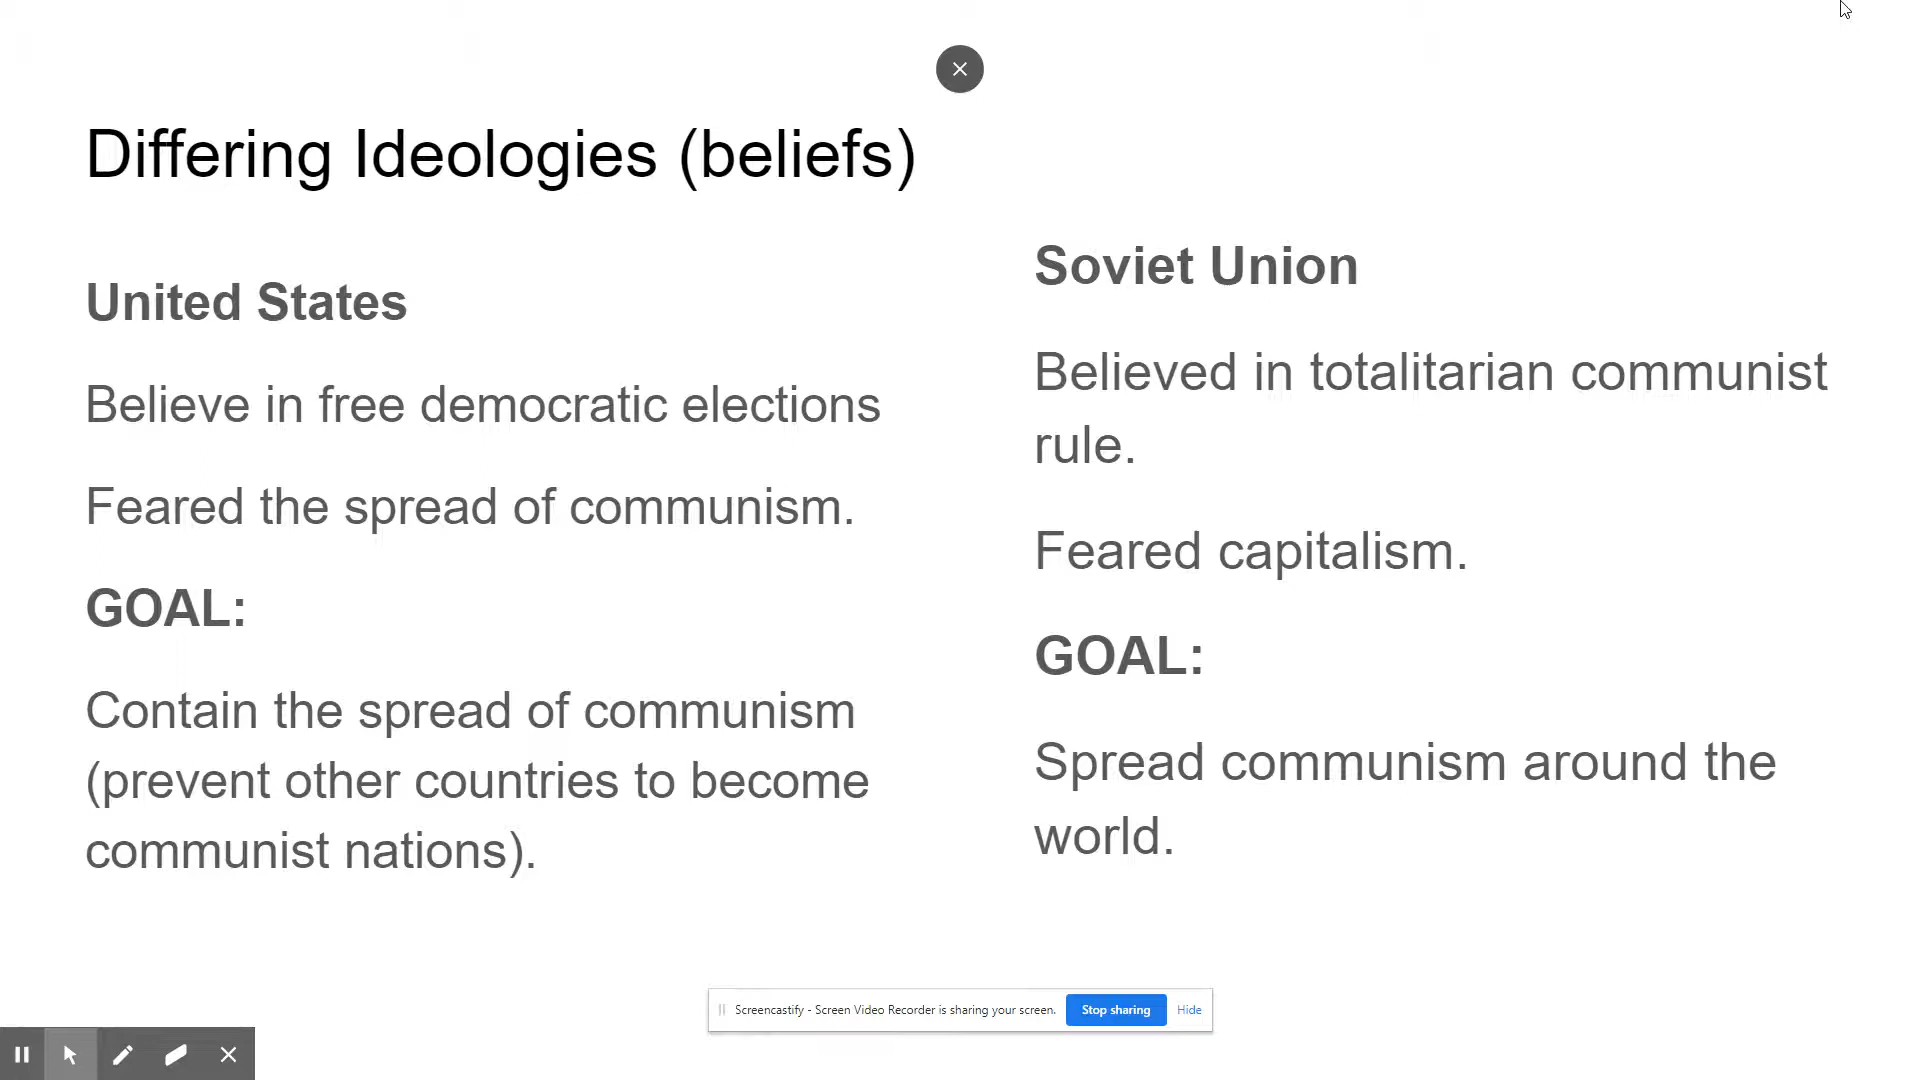 Differing Ideologies (beliefs)
United States
Believe in free democratic elections
Feared the spread of communism.
GOAL:
Contain the spread of communism
(prevent other countries to become
communist nations).
Soviet Union
Believed in totalitarian communist
rule.
Feared capitalism.
GOAL:
Spread communism around the
world.
Screencastify - Screen Video Recorder is sharing your screen. Stop sharing Hide